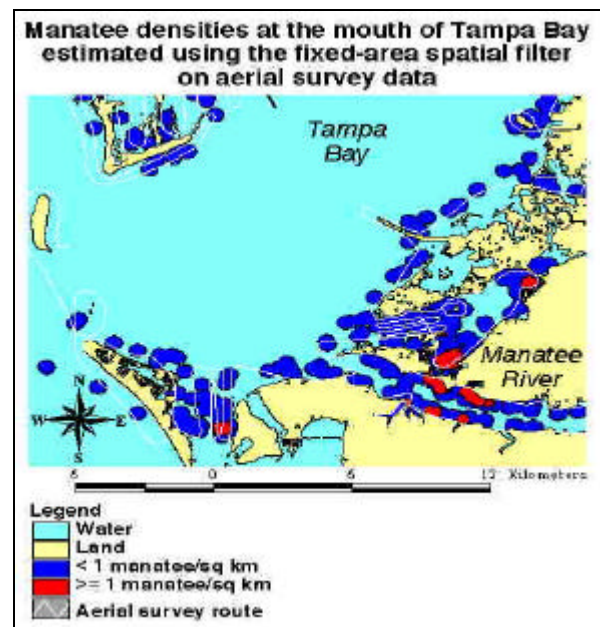 Manatee densities at the mouth of Tampa Bay
estimated using the fixed-area spatial filter
on aerial survey data
Tampa
Bay
Manatee
River
N
W E
S
6 0 6 12 Kilometers
Legend
Water
Land
< 1 manatee/sq km
>= 1 manatee/sq km
Aerial survey route